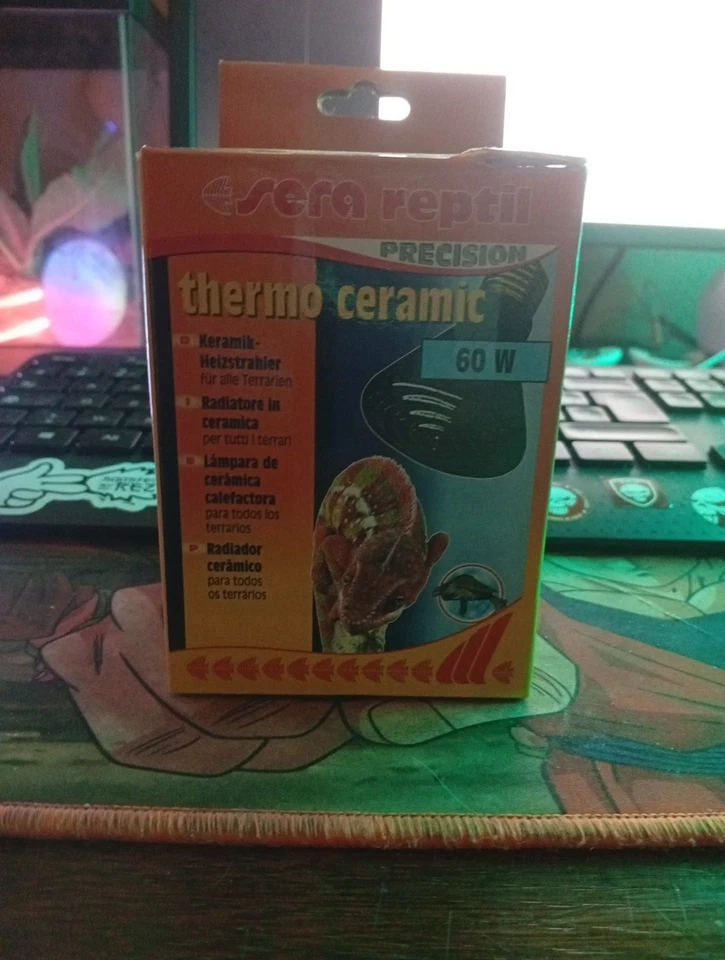 sera reptil
PRECISION
thermo ceramic
60 W
D Keramik-
Heizstrahler
für alle Terrarien
I Radiatore in
ceramica
per tutti i terrari
E Lámpara de
cerámica
calefactora
para todos los
terrarios
P Radiador
cerâmico
para todos
os terrários